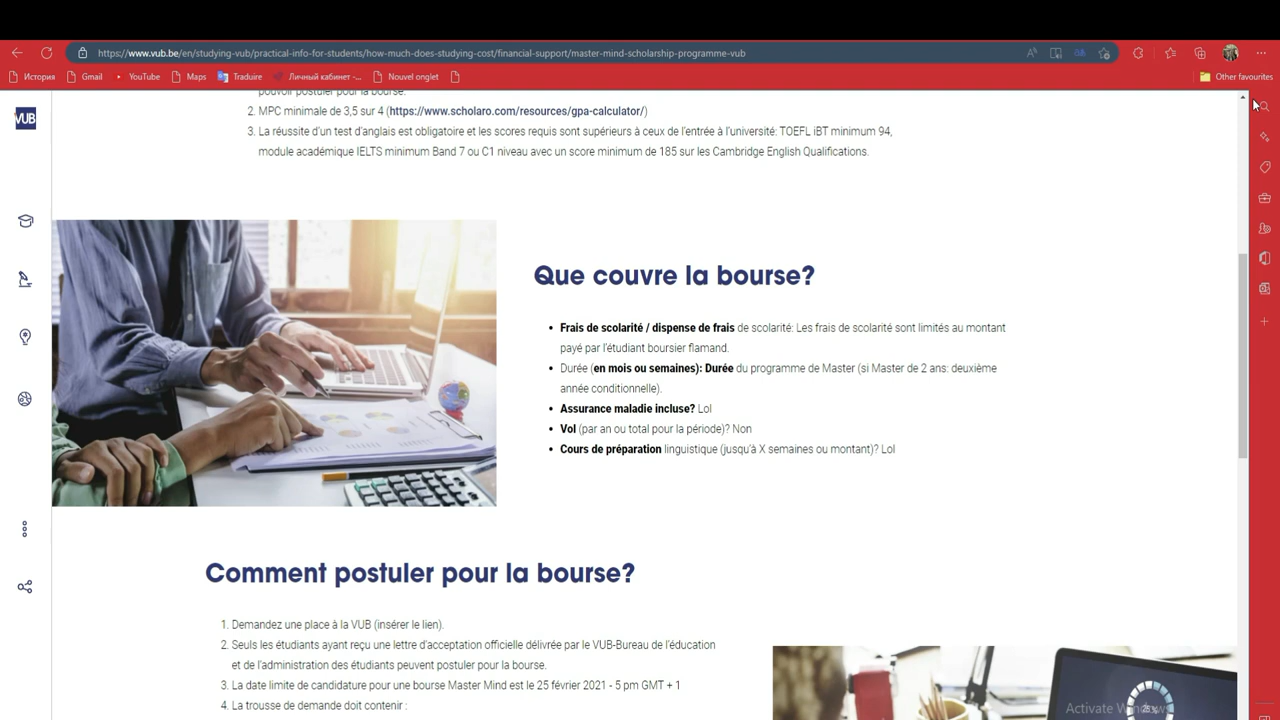 https://www.vub.be/en/studying-vub/practical-info-for-students/how-much-does-studying-cost/financial-support/master-mind-scholarship-programme-vub
История Gmail YouTube Maps Traduire Личный кабинет -... Nouvel onglet Other favourites
VUB
pouvoir postuler pour la bourse.
2. MPC minimale de 3,5 sur 4 (https://www.scholaro.com/resources/gpa-calculator/)
3. La réussite d'un test d'anglais est obligatoire et les scores requis sont supérieurs à ceux de l'entrée à l'université: TOEFL iBT minimum 94,
module académique IELTS minimum Band 7 ou C1 niveau avec un score minimum de 185 sur les Cambridge English Qualifications.
Que couvre la bourse?
• Frais de scolarité / dispense de frais de scolarité: Les frais de scolarité sont limités au montant
payé par l'étudiant boursier flamand.
• Durée (en mois ou semaines): Durée du programme de Master (si Master de 2 ans: deuxième
année conditionnelle).
• Assurance maladie incluse? Lol
• Vol (par an ou total pour la période)? Non
• Cours de préparation linguistique (jusqu'à X semaines ou montant)? Lol
Comment postuler pour la bourse?
1. Demandez une place à la VUB (insérer le lien).
2. Seuls les étudiants ayant reçu une lettre d'acceptation officielle délivrée par le VUB-Bureau de l'éducation
et de l'administration des étudiants peuvent postuler pour la bourse.
3. La date limite de candidature pour une bourse Master Mind est le 25 février 2021 - 5 pm GMT + 1
4. La trousse de demande doit contenir :
Activate Windows